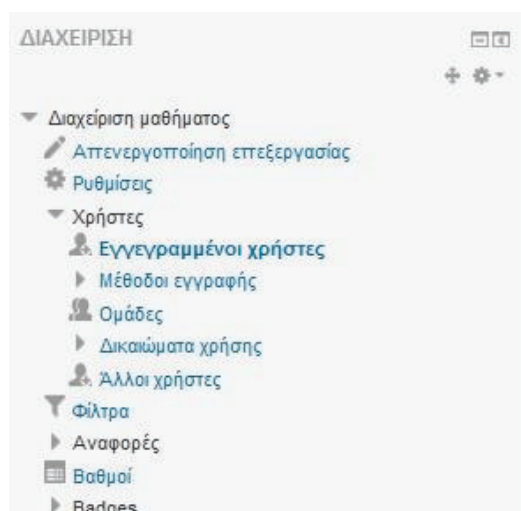 ΔΙΑΧΕΙΡΙΣΗ
Διαχείριση μαθήματος
Απενεργοποίηση επεξεργασίας
Ρυθμίσεις
Χρήστες
Εγγεγραμμένοι χρήστες
Μέθοδοι εγγραφής
Ομάδες
Δικαιώματα χρήσης
Άλλοι χρήστες
Φίλτρα
Αναφορές
Βαθμοί
Badges